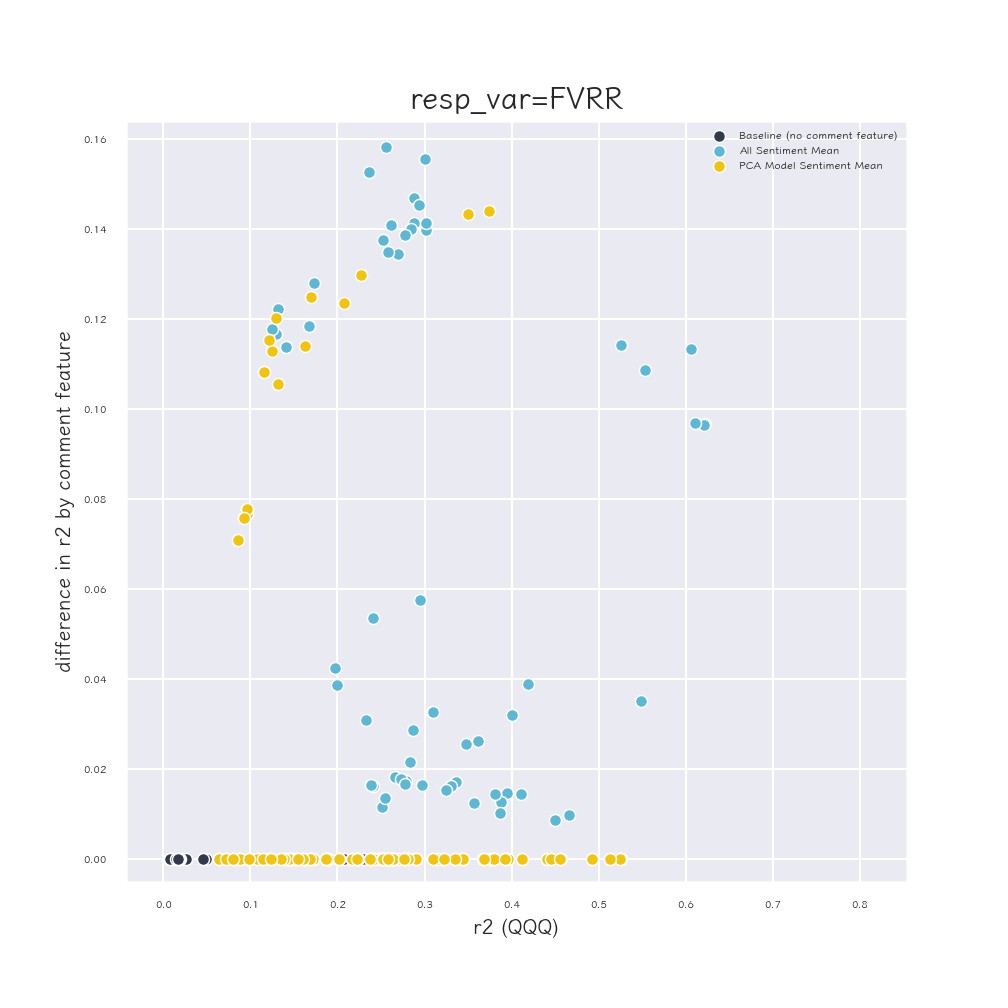 resp_var=FVRR
0.16
Baseline (no comment feature)
All Sentiment Mean
PCA Model Sentiment Mean
0.14
0.12
0.10
0.08
0.06
0.04
0.02
0.00
difference in r2 by comment feature
0.0 0.1 0.2 0.3 0.4 0.5 0.6 0.7 0.8
r2 (QQQ)